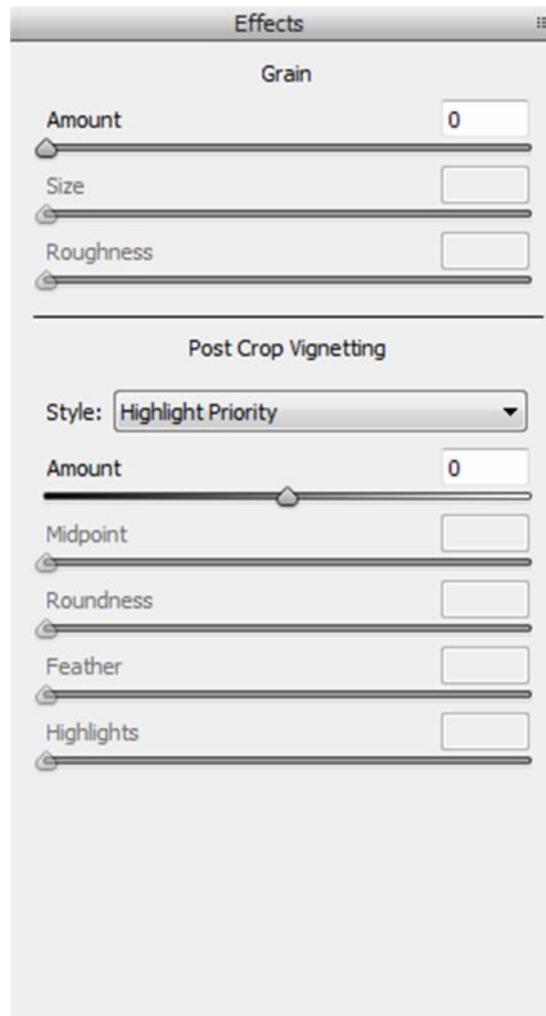 Effects
Grain
Amount 0
Size
Roughness
Post Crop Vignetting
Style: Highlight Priority
Amount 0
Midpoint
Roundness
Feather
Highlights